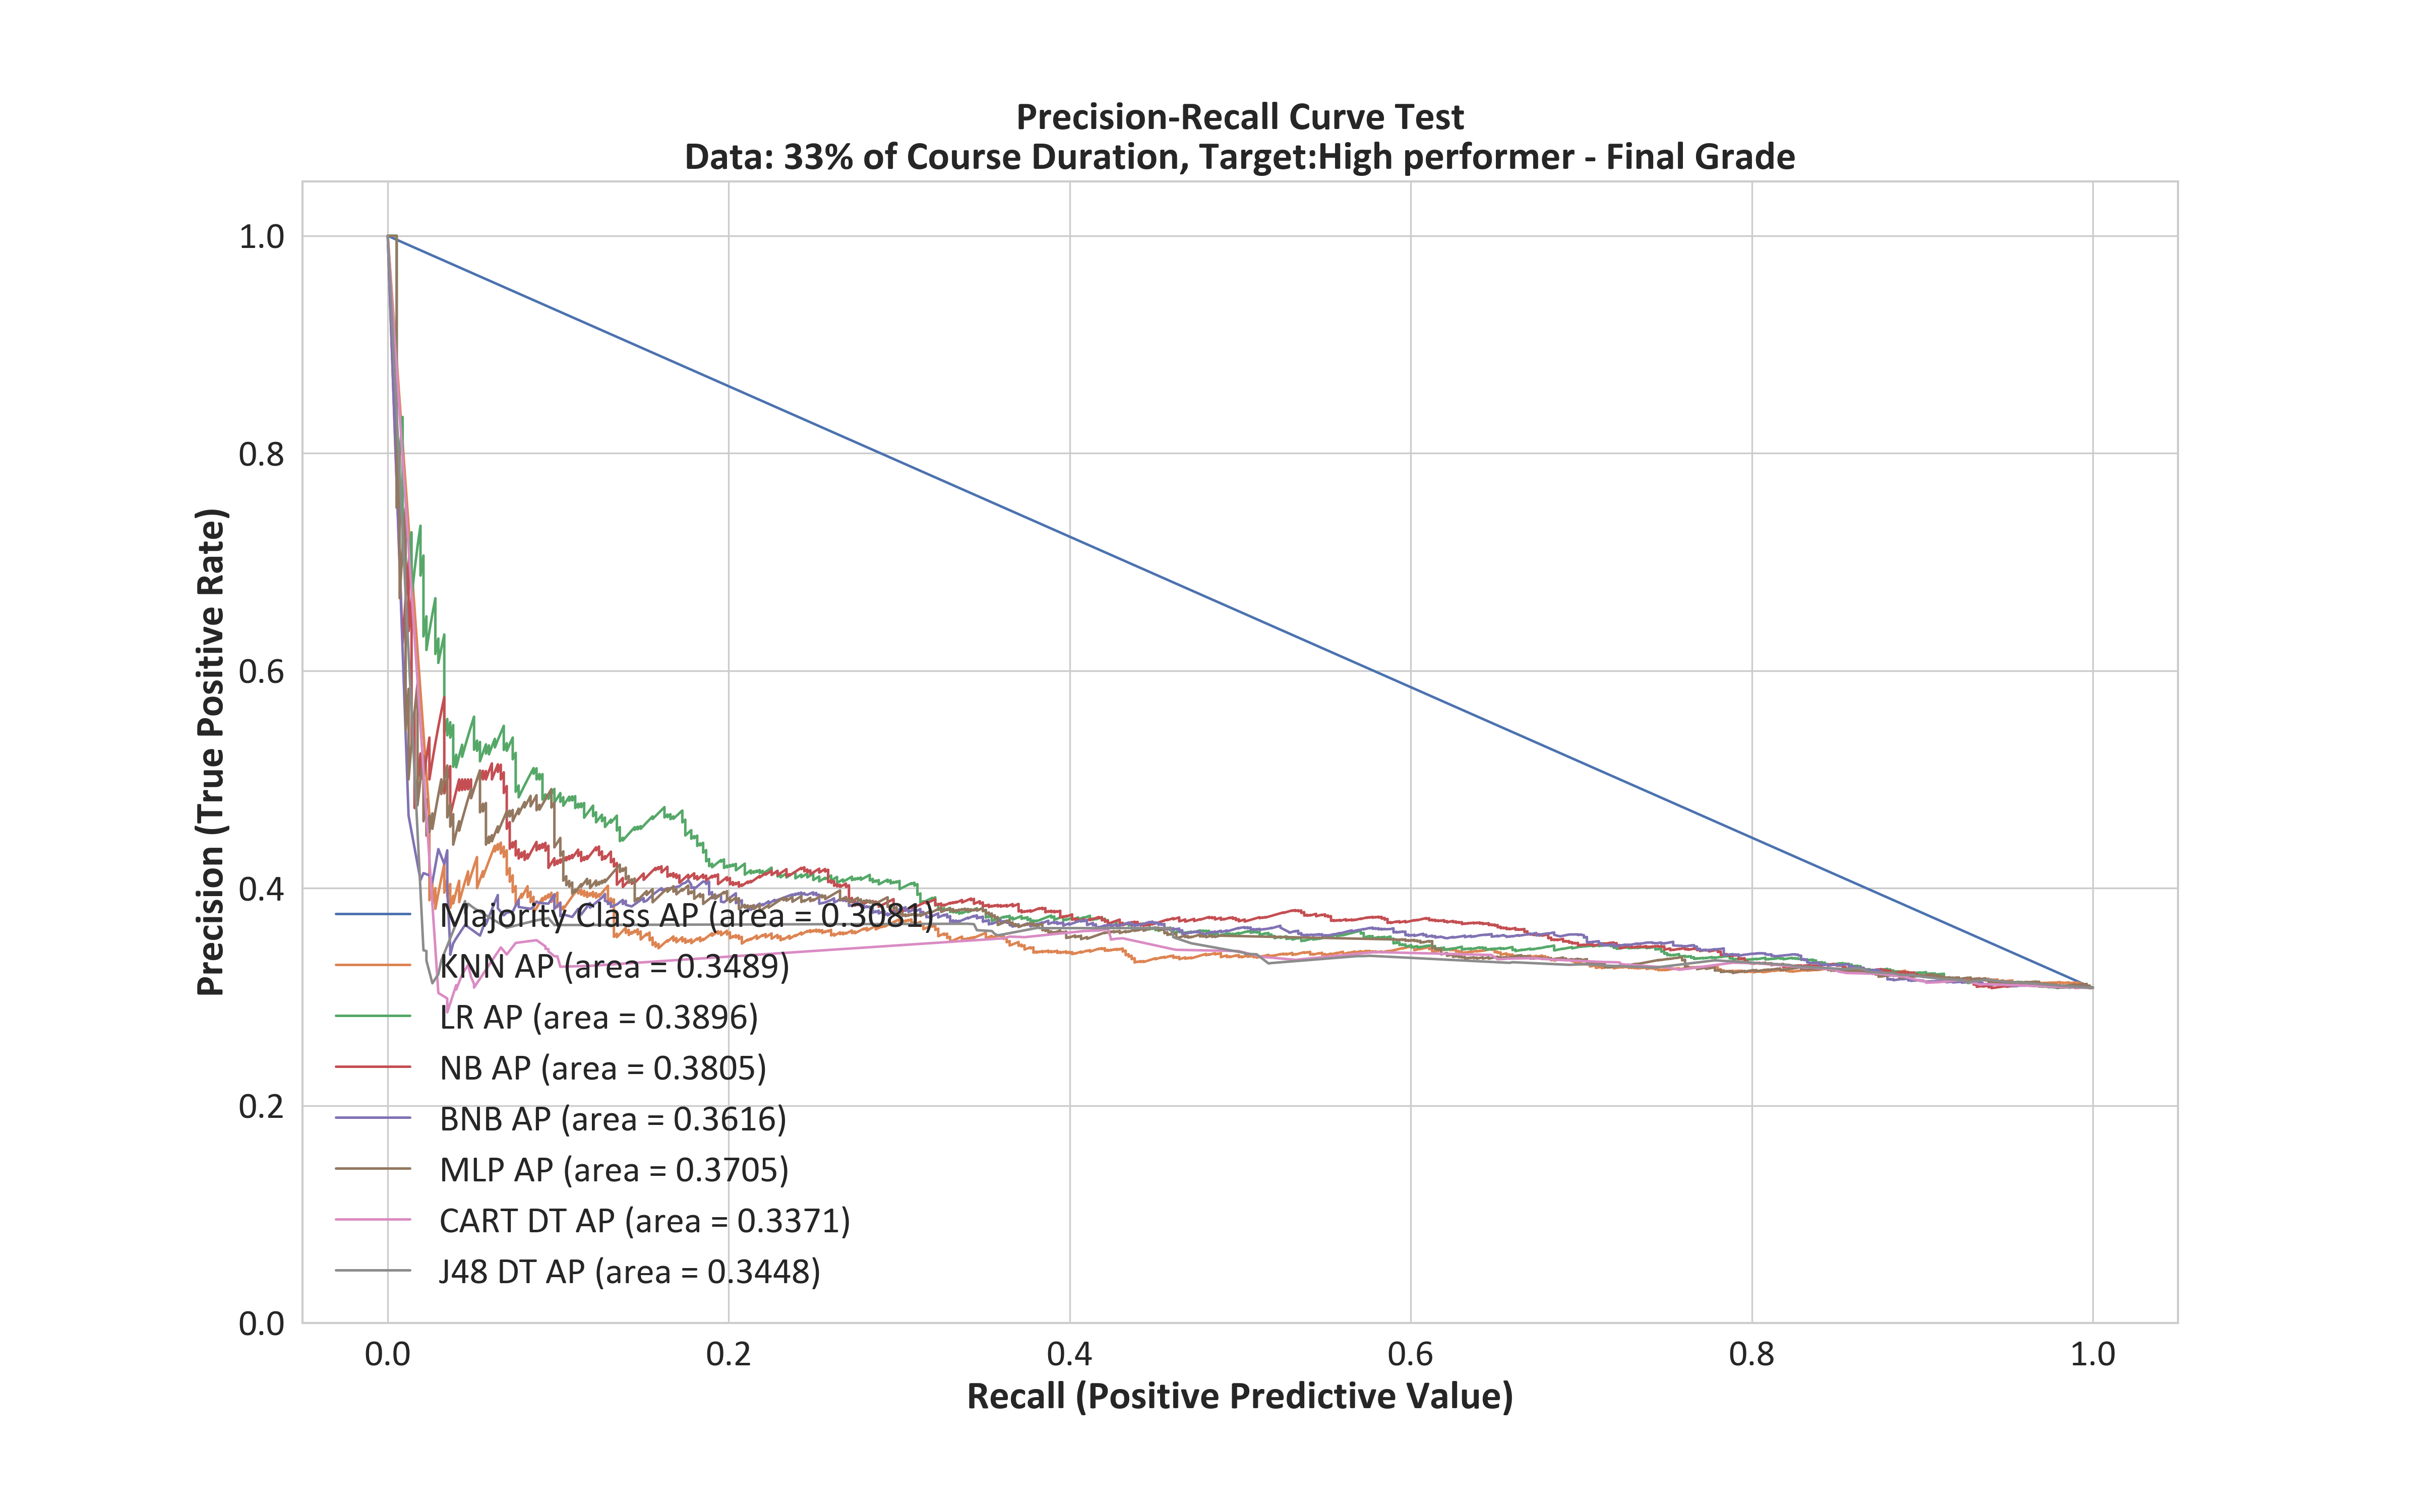 Precision-Recall Curve Test
Data: 33% of Course Duration, Target:High performer - Final Grade
Precision (True Positive Rate)
1.0
0.8
0.6
0.4
0.2
0.0
Majority Class AP (area = 0.3081)
KNN AP (area = 0.3489)
LR AP (area = 0.3896)
NB AP (area = 0.3805)
BNB AP (area = 0.3616)
MLP AP (area = 0.3705)
CART DT AP (area = 0.3371)
J48 DT AP (area = 0.3448)
0.0 0.2 0.4 0.6 0.8 1.0
Recall (Positive Predictive Value)